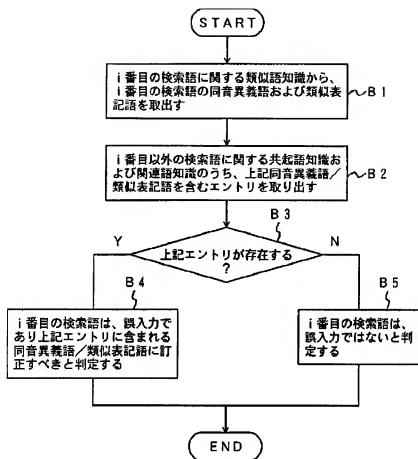 START
i番目の検索語に関する類似語知識から、
i番目の検索語の同音異義語および類似表
記語を取出す
B1
i番目以外の検索語に関する共起語知識お
よび関連語知識のうち、上記同音異義語/
類似表記語を含むエントリを取り出す
B2
B3
Y
上記エントリが存在する
?
N
B4
i番目の検索語は、誤入力で
あり上記エントリに含まれる
同音異義語/類似表記語に訂
正すべきと判定する
B5
i番目の検索語は、
誤入力ではないと
判定する
END